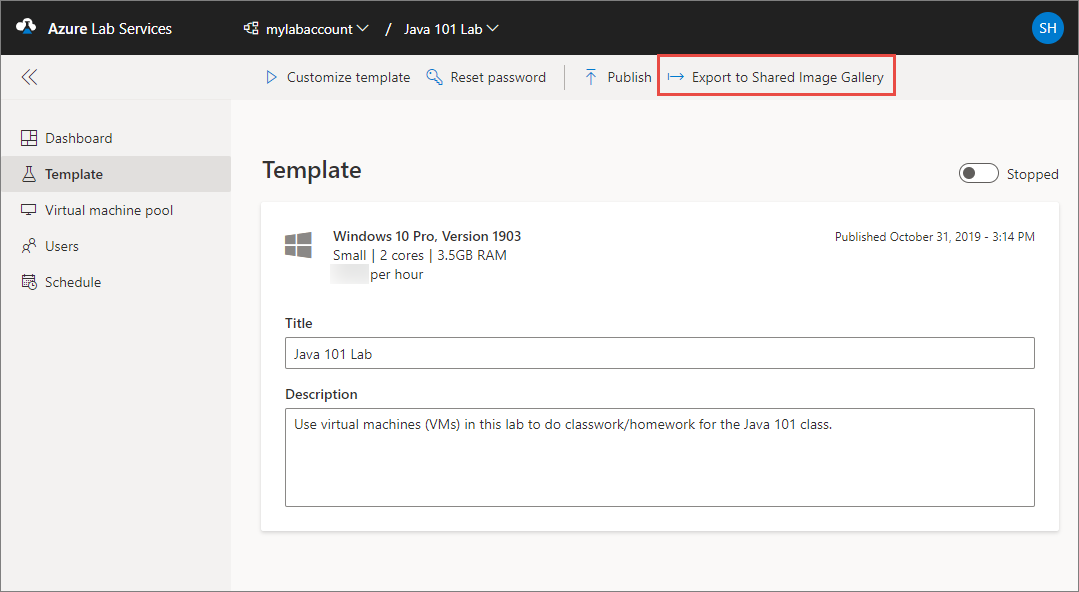 Azure Lab Services mylabaccount / Java 101 Lab SH
Customize template Reset password Publish Export to Shared Image Gallery
Dashboard
Template
Virtual machine pool
Users
Schedule
Template Stopped
Windows 10 Pro, Version 1903 Published October 31, 2019 - 3:14 PM
Small | 2 cores | 3.5GB RAM
per hour
Title
Java 101 Lab
Description
Use virtual machines (VMs) in this lab to do classwork/homework for the Java 101 class.